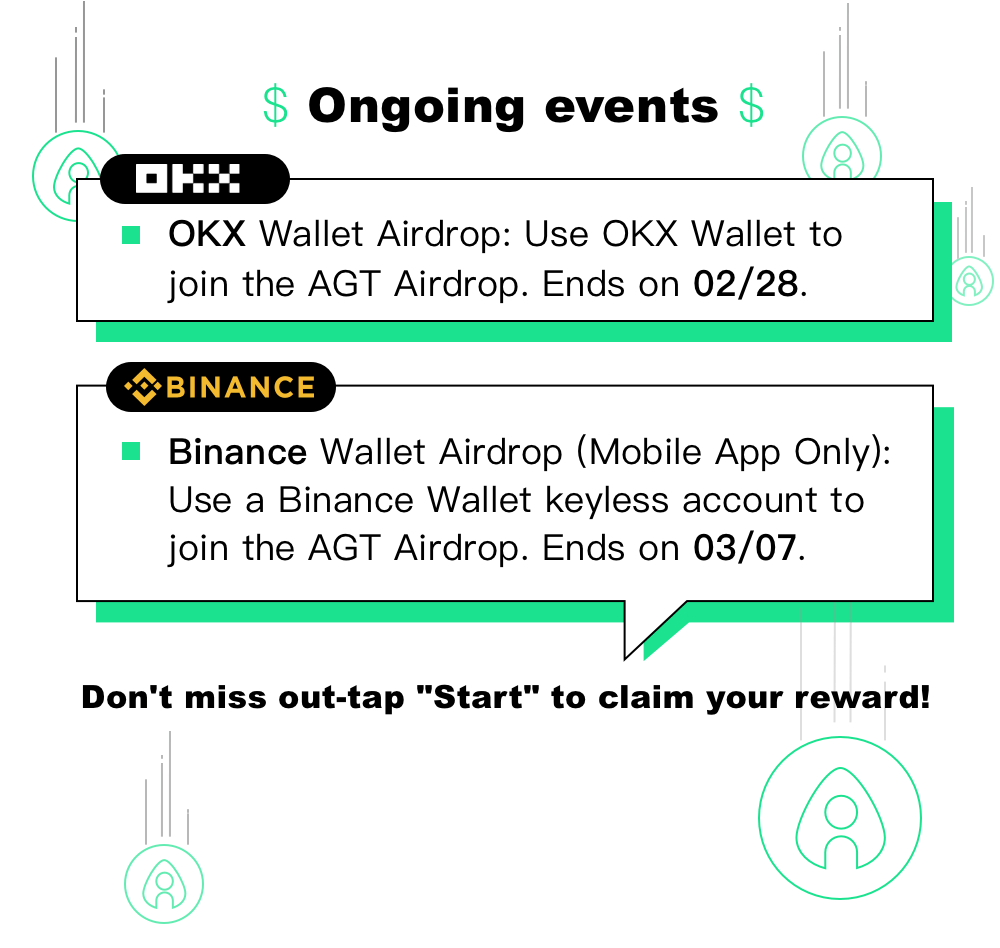 $ Ongoing events $
OKX
OKX Wallet Airdrop: Use OKX Wallet to
join the AGT Airdrop. Ends on 02/28.
BINANCE
Binance Wallet Airdrop (Mobile App Only):
Use a Binance Wallet keyless account to
join the AGT Airdrop. Ends on 03/07.
Don't miss out-tap "Start" to claim your reward!